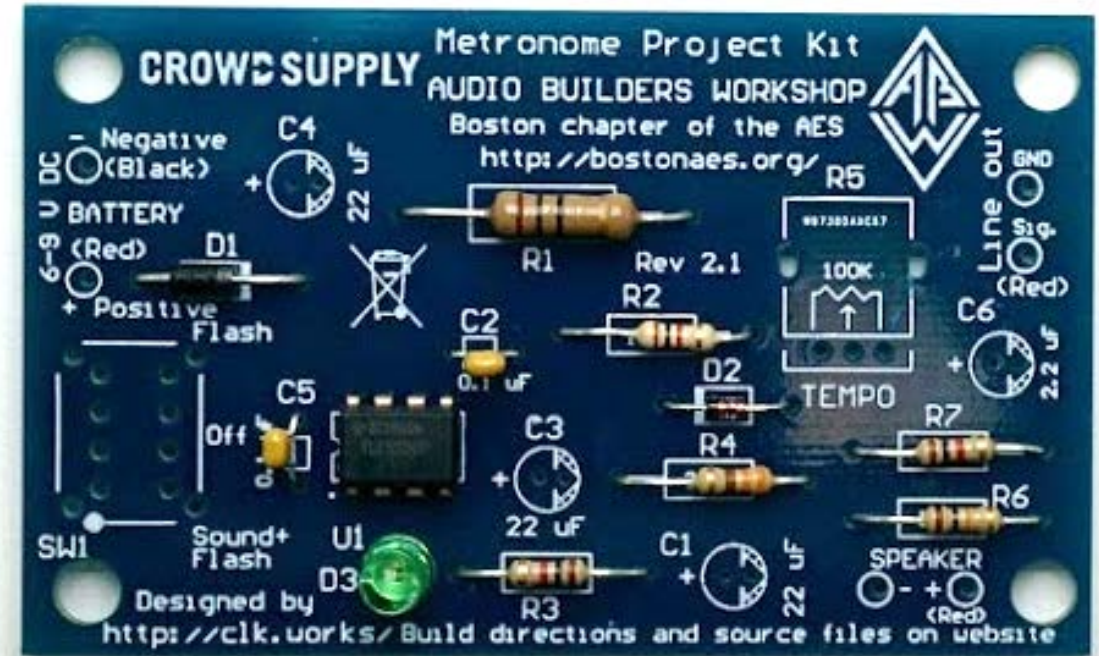 CROWD SUPPLY
Metronome Project Kit
AUDIO BUILDERS WORKSHOP
Boston chapter of the AES
http://bostonaes.org/
ABW
- Negative
(Black)
6-9 V DC
BATTERY
(Red)
+ Positive
C4
+
22 uF
D1
R1
Rev 2.1
R5
100K
TEMPO
Line out
GND
Sig.
(Red)
C6
+
2.2 uF
Flash
Off
Sound+
Flash
SW1
C5
C2
0.1 uF
R2
D2
C3
+
22 uF
R4
R7
R6
U1
D3
R3
C1
+
22 uF
SPEAKER
- +
(Red)
Designed by
http://clk.works/ Build directions and source files on website